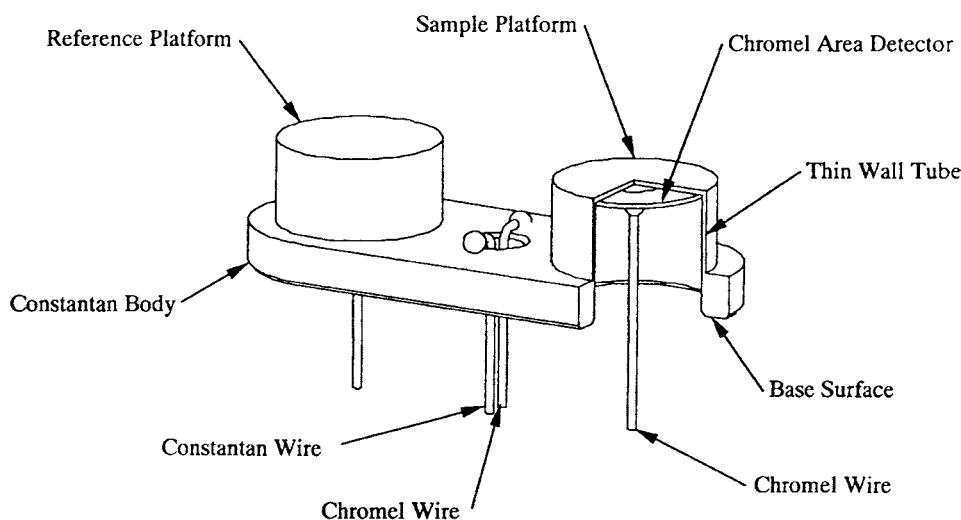 Sample Platform
Reference Platform
Chromel Area Detector
Thin Wall Tube
Constantan Body
Base Surface
Constantan Wire
Chromel Wire
Chromel Wire